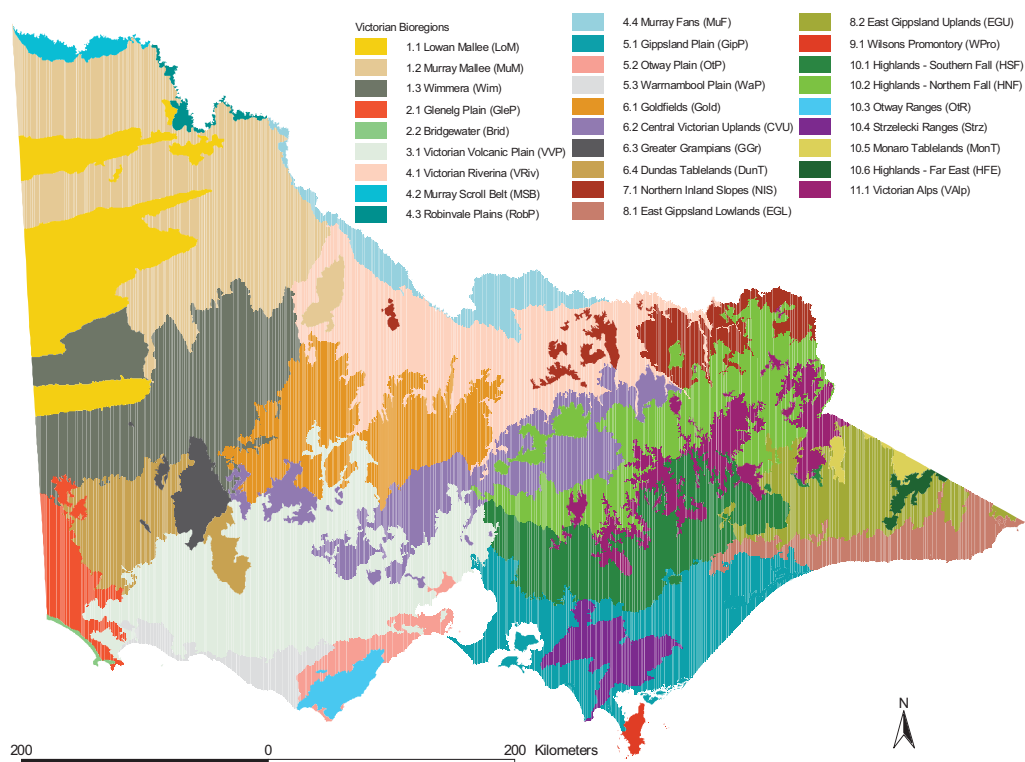 Victorian Bioregions
1.1 Lowan Mallee (LoM)
1.2 Murray Mallee (MuM)
1.3 Wimmera (Wim)
2.1 Glenelg Plain (GleP)
2.2 Bridgewater (Brid)
3.1 Victorian Volcanic Plain (VVP)
4.1 Victorian Riverina (VRiv)
4.2 Murray Scroll Belt (MSB)
4.3 Robinvale Plains (RobP)
4.4 Murray Fans (MuF)
5.1 Gippsland Plain (GipP)
5.2 Otway Plain (OtP)
5.3 Warrnambool Plain (WaP)
6.1 Goldfields (Gold)
6.2 Central Victorian Uplands (CVU)
6.3 Greater Grampians (GGr)
6.4 Dundas Tablelands (DunT)
7.1 Northern Inland Slopes (NIS)
8.1 East Gippsland Lowlands (EGL)
8.2 East Gippsland Uplands (EGU)
9.1 Wilsons Promontory (WPro)
10.1 Highlands - Southern Fall (HSF)
10.2 Highlands - Northern Fall (HNF)
10.3 Otway Ranges (OtR)
10.4 Strzelecki Ranges (Strz)
10.5 Monaro Tablelands (MonT)
10.6 Highlands - Far East (HFE)
11.1 Victorian Alps (VAlp)
N
200 0 200 Kilometers